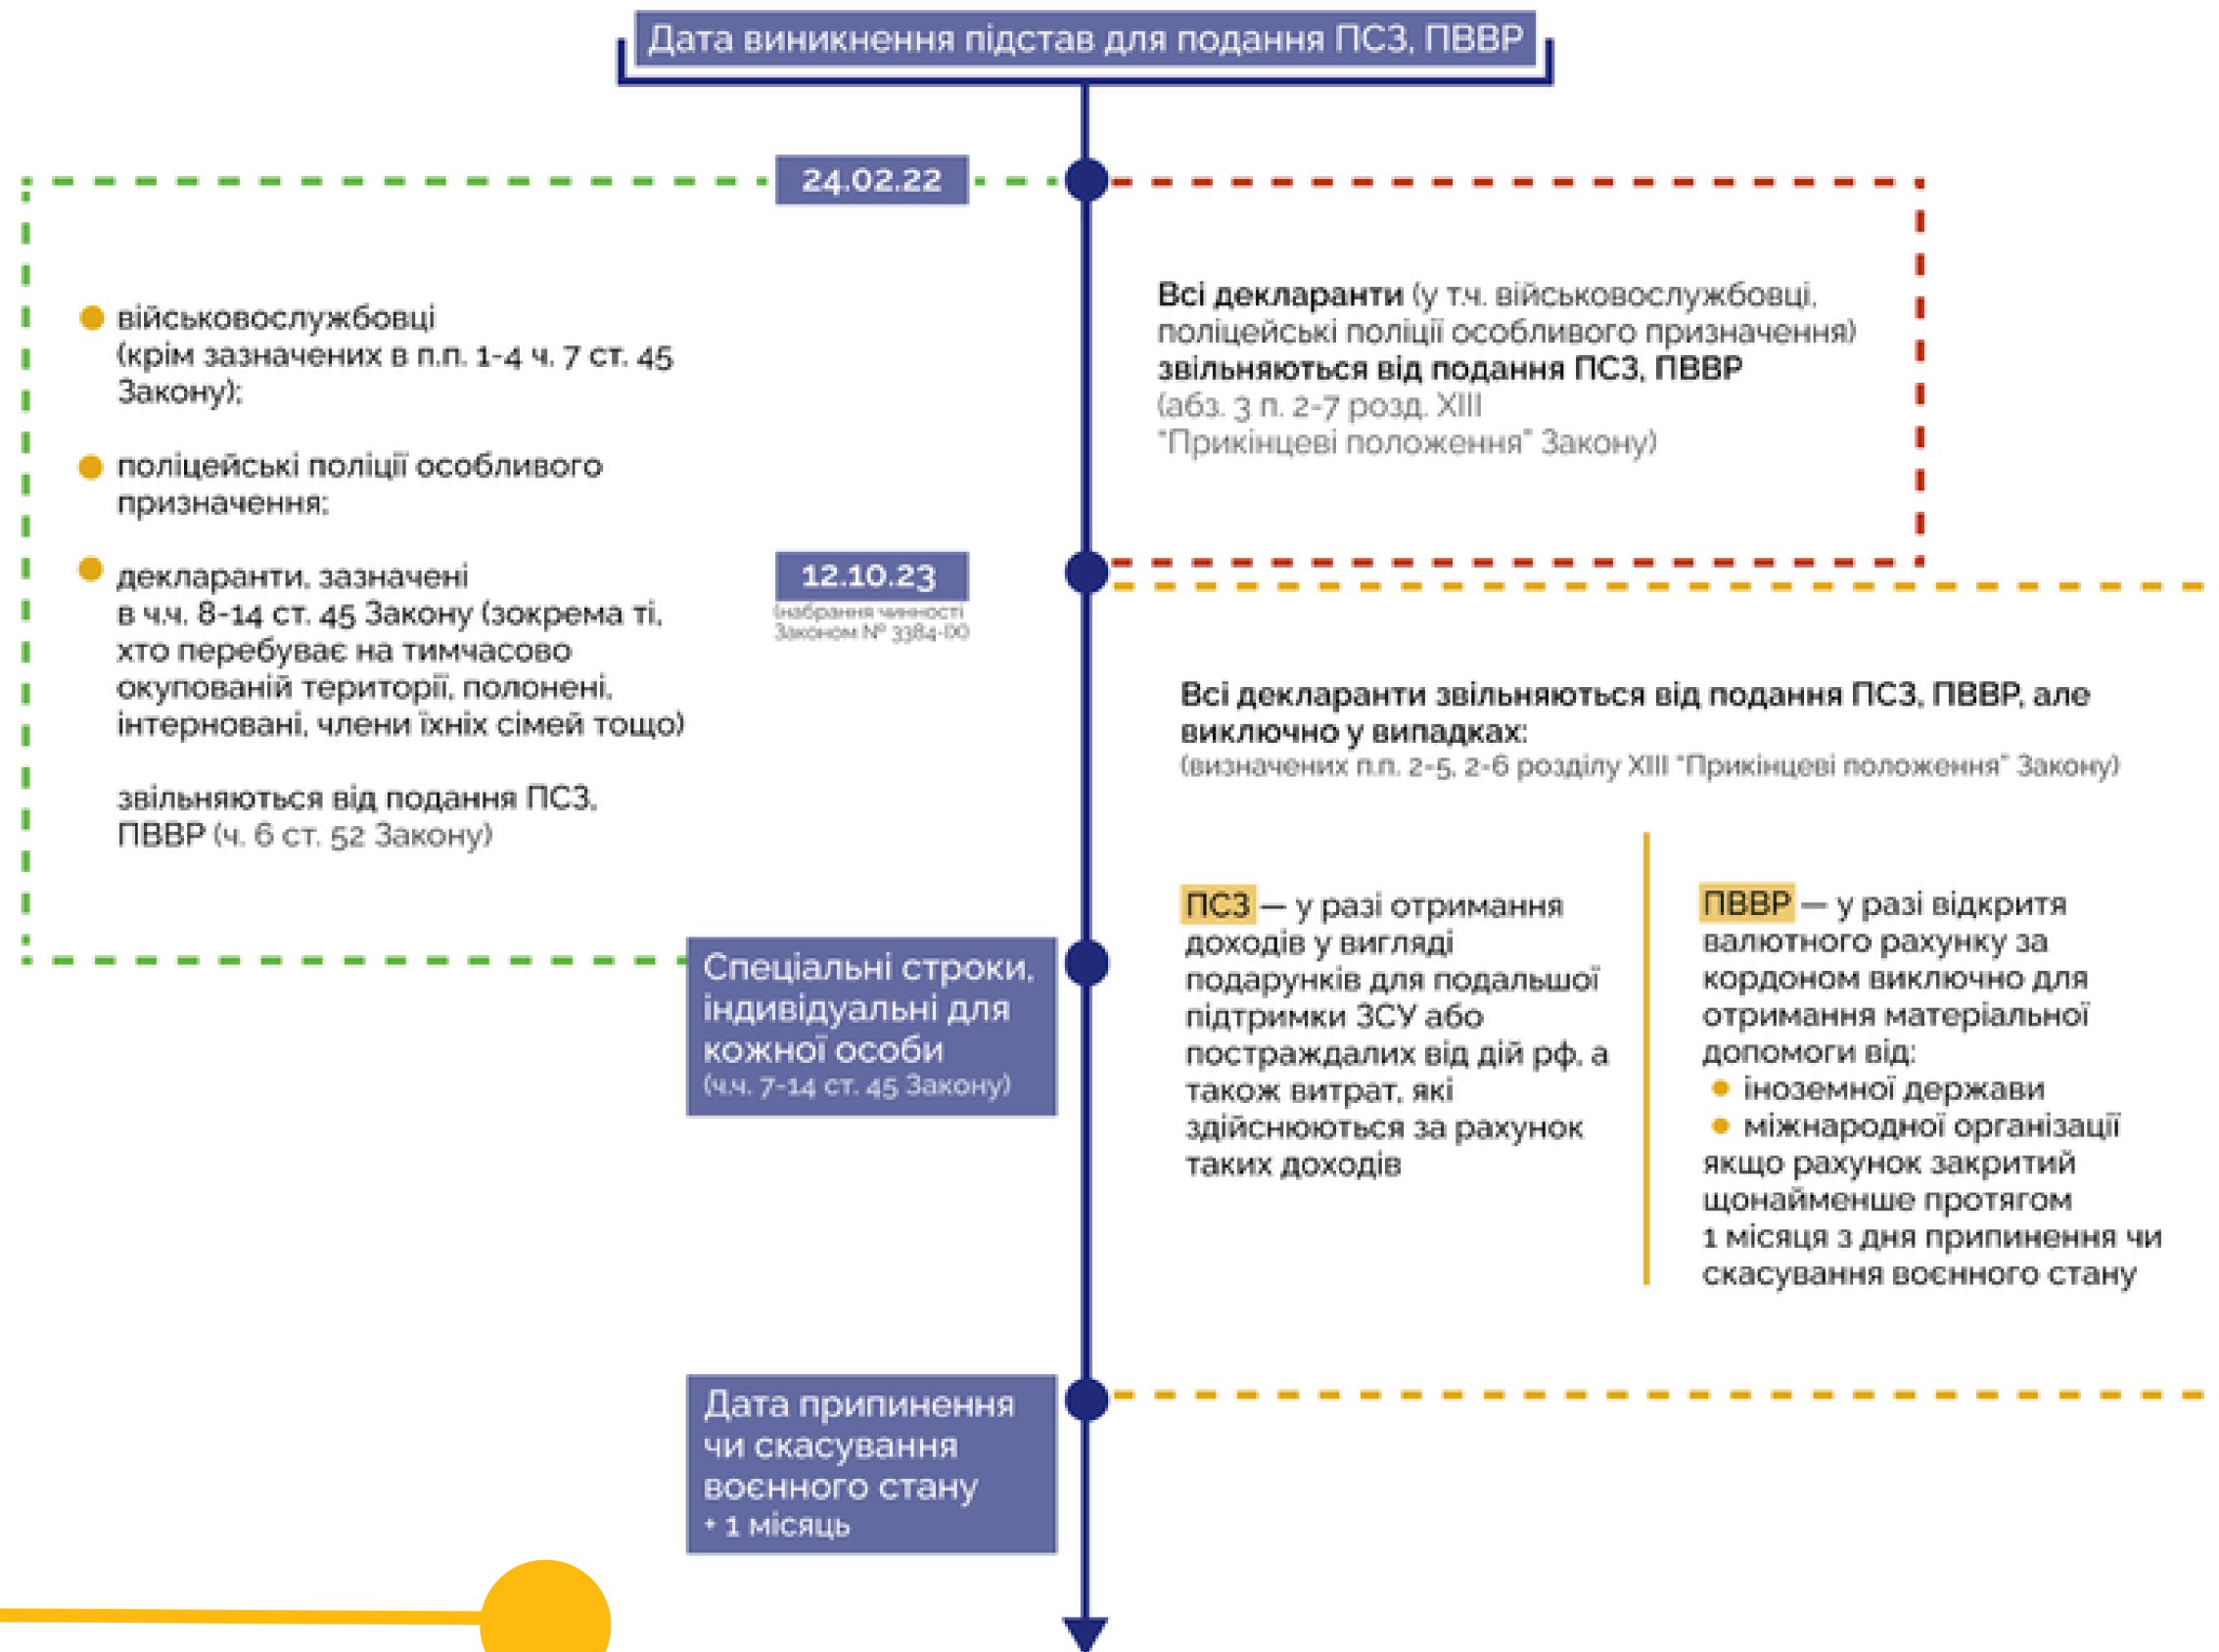 Дата виникнення підстав для подання ПСЗ, ПВВР
24.02.22
військовослужбовці
(крім зазначених в п.п. 1-4 ч. 7 ст. 45
Закону);
поліцейські поліції особливого
призначення;
декларанти, зазначені
в ч.ч. 8-14 ст. 45 Закону (зокрема ті,
хто перебуває на тимчасово
окупованій території, полонені,
інтерновані, члени їхніх сімей тощо)
звільняються від подання ПСЗ,
ПВВР (ч. 6 ст. 52 Закону)
Всі декларанти (у т.ч. військовослужбовці,
поліцейські поліції особливого призначення)
звільняються від подання ПСЗ, ПВВР
(абз. 3 п. 2-7 розд. XIII
"Прикінцеві положення" Закону)
12.10.23
(набрання чинності
Законом № 3384-IX)
Всі декларанти звільняються від подання ПСЗ, ПВВР, але
виключно у випадках:
(визначених п.п. 2-5, 2-6 розділу XIII "Прикінцеві положення" Закону)
ПСЗ — у разі отримання
доходів у вигляді
подарунків для подальшої
підтримки ЗСУ або
постраждалих від дій рф, а
також витрат, які
здійснюються за рахунок
таких доходів
ПВВР — у разі відкритя
валютного рахунку за
кордоном виключно для
отримання матеріальної
допомоги від:
іноземної держави
міжнародної організації
якщо рахунок закритий
щонайменше протягом
1 місяця з дня припинення чи
скасування воєнного стану
Спеціальні строки,
індивідуальні для
кожної особи
(ч.ч. 7-14 ст. 45 Закону)
Дата припинення
чи скасування
воєнного стану
+ 1 місяць